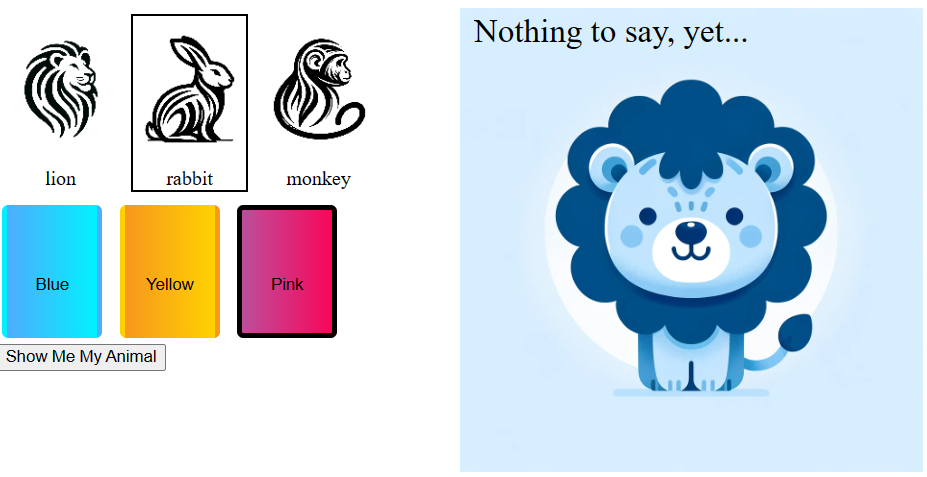 lion
rabbit
monkey
Blue
Yellow
Pink
Show Me My Animal
Nothing to say, yet...